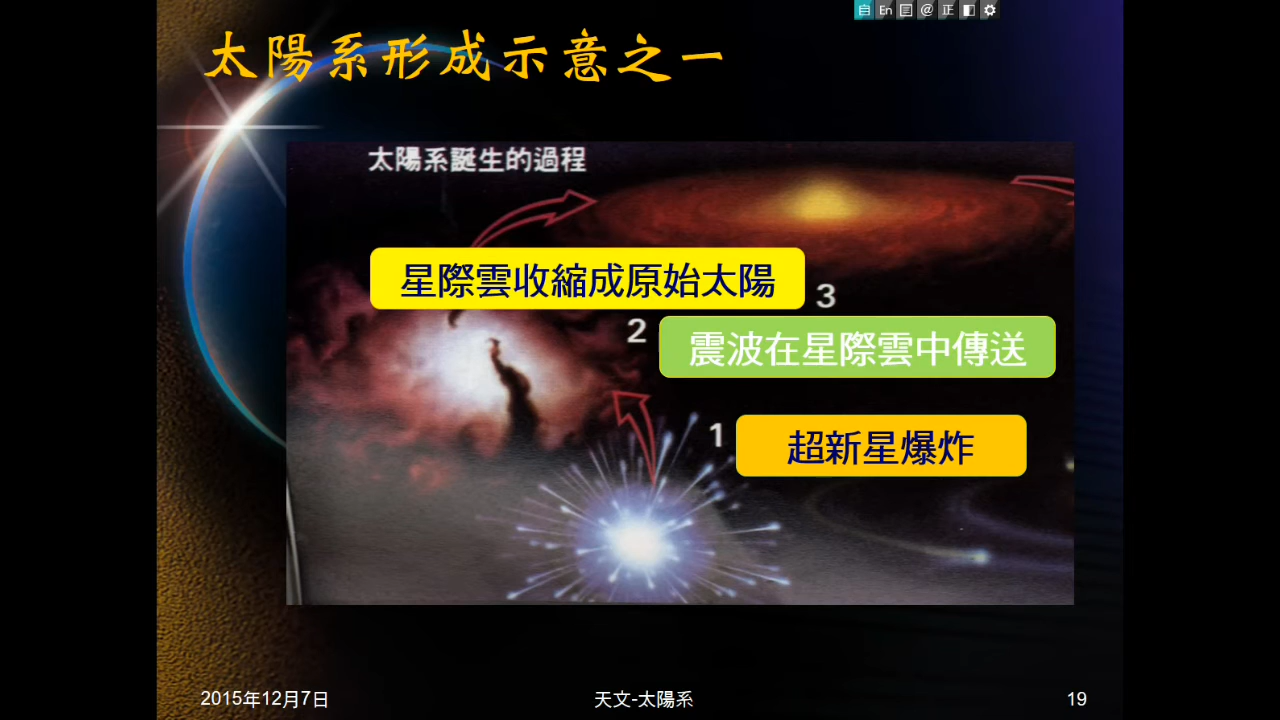 En @ 正
太陽系形成示意之一
太陽系誕生的過程
星際雲收縮成原始太陽
3
2
震波在星際雲中傳送
1
超新星爆炸
2015年12月7日
天文-太陽系
19